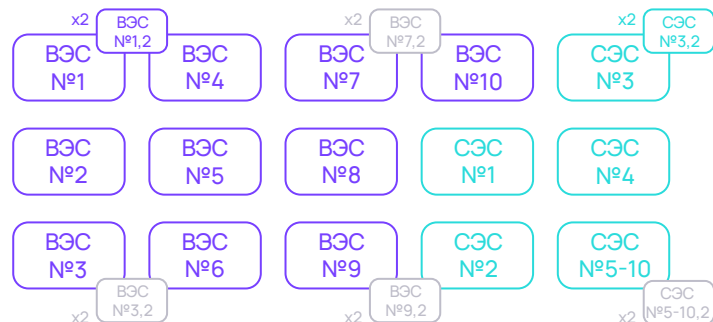 x2 ВЭС №1,2
x2 ВЭС №7,2
x2 СЭС №3,2
ВЭС №1
ВЭС №4
ВЭС №7
ВЭС №10
СЭС №3
ВЭС №2
ВЭС №5
ВЭС №8
СЭС №1
СЭС №4
ВЭС №3
ВЭС №6
ВЭС №9
СЭС №2
СЭС №5-10
x2 ВЭС №3,2
x2 ВЭС №9,2
x2 СЭС №5-10,2